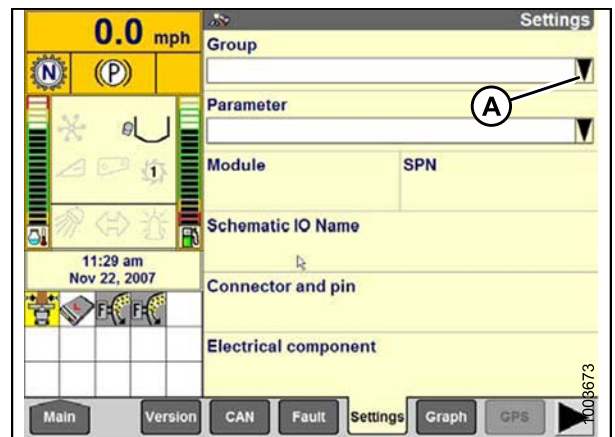 0.0 mph
Settings
Group
N
(P)
A
Parameter
1
Module
SPN
Schematic IO Name
11:29 am
Nov 22, 2007
Connector and pin
F
F
Electrical component
1003673
Main
Version
CAN
Fault
Settings
Graph
GPS